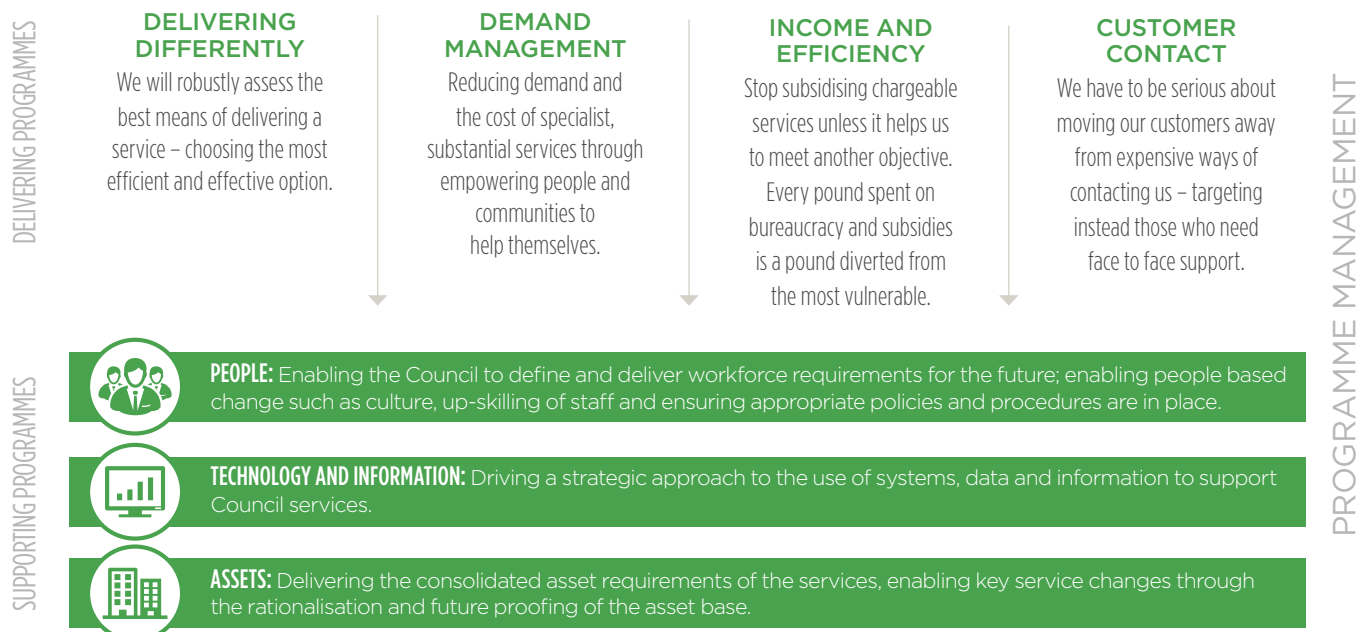 DELIVERING PROGRAMMES
DELIVERING
DIFFERENTLY
We will robustly assess the
best means of delivering a
service – choosing the most
efficient and effective option.
DEMAND
MANAGEMENT
Reducing demand and
the cost of specialist,
substantial services through
empowering people and
communities to
help themselves.
INCOME AND
EFFICIENCY
Stop subsidising chargeable
services unless it helps us
to meet another objective.
Every pound spent on
bureaucracy and subsidies
is a pound diverted from
the most vulnerable.
CUSTOMER
CONTACT
We have to be serious about
moving our customers away
from expensive ways of
contacting us – targeting
instead those who need
face to face support.
SUPPORTING PROGRAMMES
PEOPLE: Enabling the Council to define and deliver workforce requirements for the future; enabling people based
change such as culture, up-skilling of staff and ensuring appropriate policies and procedures are in place.
TECHNOLOGY AND INFORMATION: Driving a strategic approach to the use of systems, data and information to support
Council services.
ASSETS: Delivering the consolidated asset requirements of the services, enabling key service changes through
the rationalisation and future proofing of the asset base.
PROGRAMME MANAGEMENT